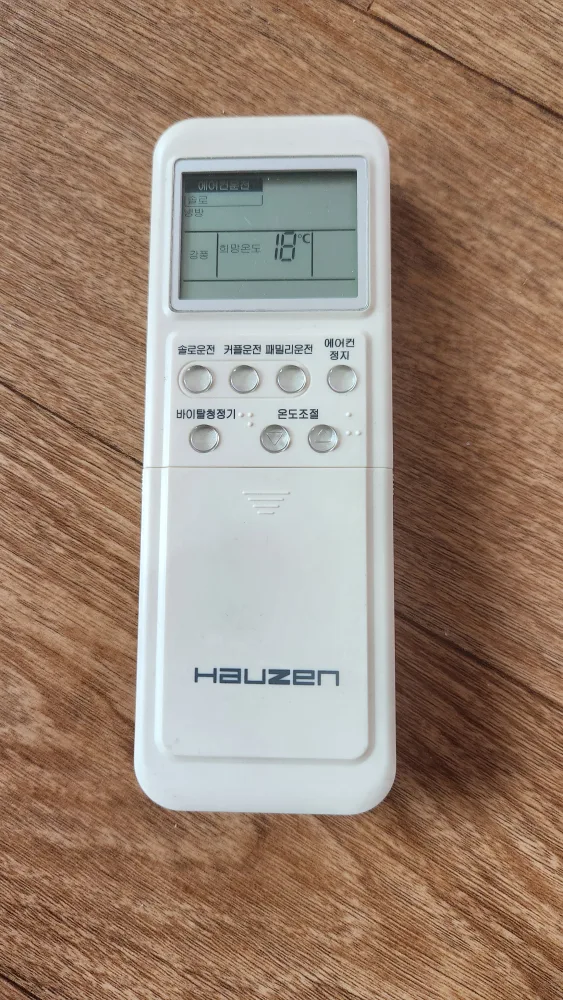 에어컨운전
솔로
냉방
강풍 희망온도 18℃
솔로운전 커플운전 패밀리운전 에어컨
정지
바이탈청정기 온도조절
Hauzen